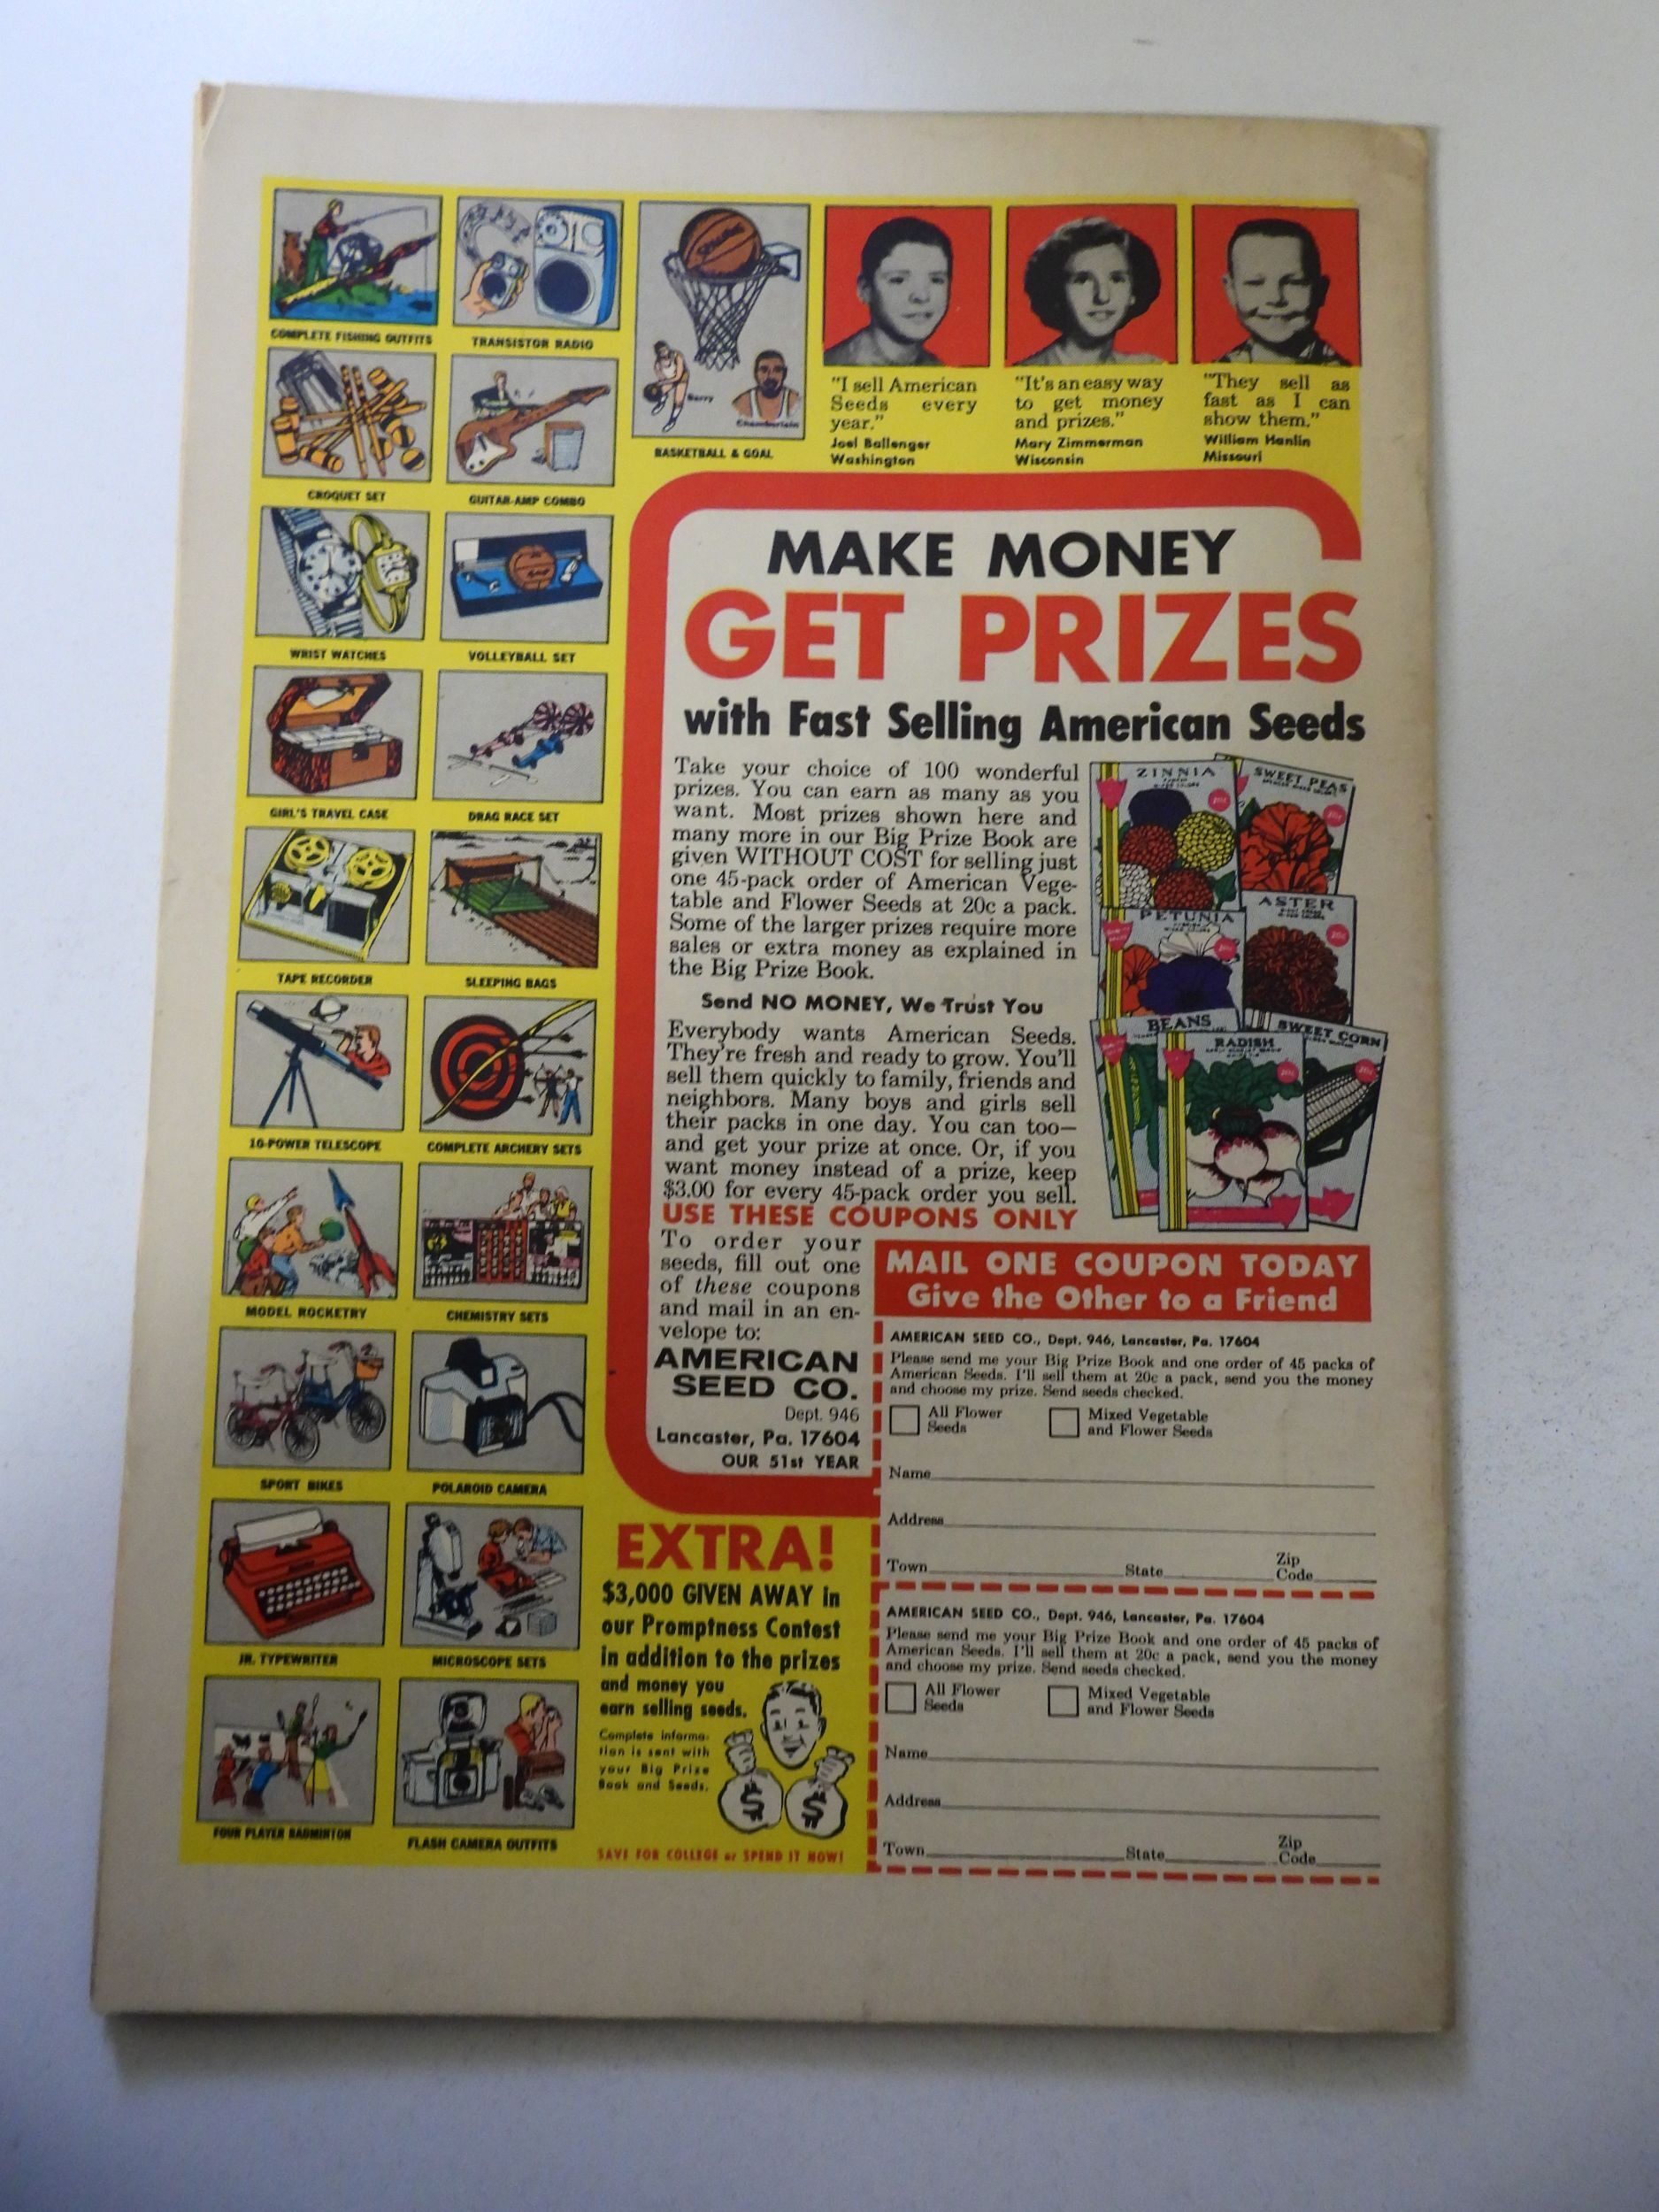 COMPLETE FISHING OUTFITS
TRANSISTOR RADIO
Barry
Chamberlain
BASKETBALL & GOAL
CROQUET SET
GUITAR-AMP COMBO
WRIST WATCHES
VOLLEYBALL SET
GIRL'S TRAVEL CASE
DRAG RACE SET
TAPE RECORDER
SLEEPING BAGS
10-POWER TELESCOPE
COMPLETE ARCHERY SETS
MODEL ROCKETRY
CHEMISTRY SETS
SPORT BIKES
POLAROID CAMERA
JR. TYPEWRITER
MICROSCOPE SETS
FOUR PLAYER BADMINTON
FLASH CAMERA OUTFITS
"I sell American
Seeds every
year."
Joel Ballenger
Washington
"It's an easy way
to get money
and prizes."
Mary Zimmerman
Wisconsin
"They sell as
fast as I can
show them."
William Hanlin
Missouri
MAKE MONEY
GET PRIZES
with Fast Selling American Seeds
Take your choice of 100 wonderful
prizes. You can earn as many as you
want. Most prizes shown here and
many more in our Big Prize Book are
given WITHOUT COST for selling just
one 45-pack order of American Vege-
table and Flower Seeds at 20c a pack.
Some of the larger prizes require more
sales or extra money as explained in
the Big Prize Book.
Send NO MONEY, We Trust You
Everybody wants American Seeds.
They're fresh and ready to grow. You'll
sell them quickly to family, friends and
neighbors. Many boys and girls sell
their packs in one day. You can too—
and get your prize at once. Or, if you
want money instead of a prize, keep
$3.00 for every 45-pack order you sell.
USE THESE COUPONS ONLY
To order your
seeds, fill out one
of these coupons
and mail in an en-
velope to:
AMERICAN
SEED CO.
Dept. 946
Lancaster, Pa. 17604
OUR 51st YEAR
ZINNIA
SWEET PEAS
PETUNIA
ASTER
BEANS
RADISH
SWEET CORN
MAIL ONE COUPON TODAY
Give the Other to a Friend
AMERICAN SEED CO., Dept. 946, Lancaster, Pa. 17604
Please send me your Big Prize Book and one order of 45 packs of
American Seeds. I'll sell them at 20c a pack, send you the money
and choose my prize. Send seeds checked.
All Flower
Seeds
Mixed Vegetable
and Flower Seeds
Name
Address
Town State Zip
Code
AMERICAN SEED CO., Dept. 946, Lancaster, Pa. 17604
Please send me your Big Prize Book and one order of 45 packs of
American Seeds. I'll sell them at 20c a pack, send you the money
and choose my prize. Send seeds checked.
All Flower
Seeds
Mixed Vegetable
and Flower Seeds
Name
Address
Town State Zip
Code
EXTRA!
$3,000 GIVEN AWAY in
our Promptness Contest
in addition to the prizes
and money you
earn selling seeds.
Complete informa-
tion is sent with
your Big Prize
Book and Seeds.
$ $
SAVE FOR COLLEGE or SPEND IT NOW!